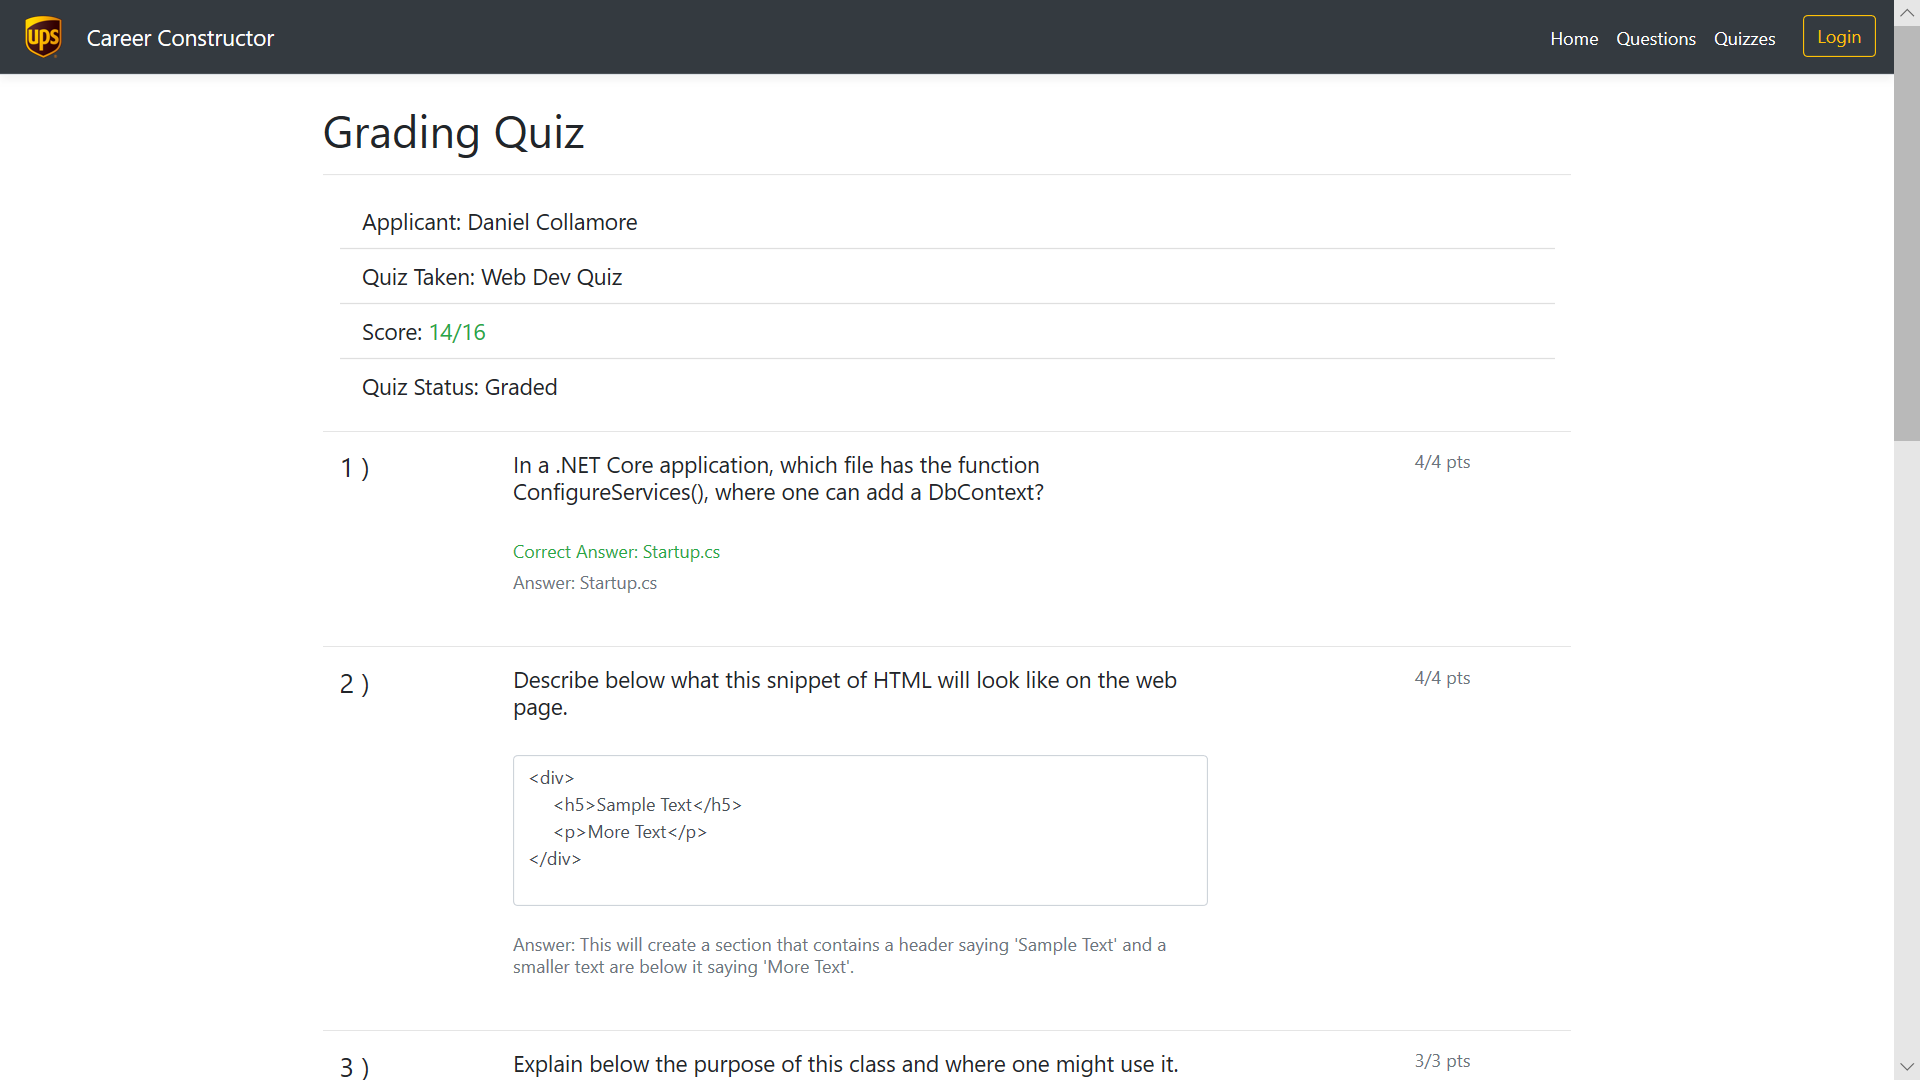 ups
Career Constructor
Home Questions Quizzes Login
Grading Quiz
Applicant: Daniel Collamore
Quiz Taken: Web Dev Quiz
Score: 14/16
Quiz Status: Graded
1 )
In a .NET Core application, which file has the function
ConfigureServices(), where one can add a DbContext?
4/4 pts
Correct Answer: Startup.cs
Answer: Startup.cs
2 )
Describe below what this snippet of HTML will look like on the web
page.
4/4 pts
<div>
<h5>Sample Text</h5>
<p>More Text</p>
</div>
Answer: This will create a section that contains a header saying 'Sample Text' and a
smaller text are below it saying 'More Text'.
3 )
Explain below the purpose of this class and where one might use it.
3/3 pts